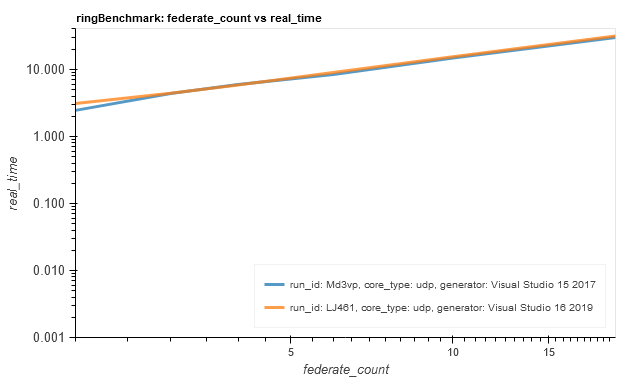 ringBenchmark: federate_count vs real_time
10.000
1.000
0.100
0.010
0.001
real_time
run_id: Md3vp, core_type: udp, generator: Visual Studio 15 2017
run_id: LJ461, core_type: udp, generator: Visual Studio 16 2019
5
10
15
federate_count